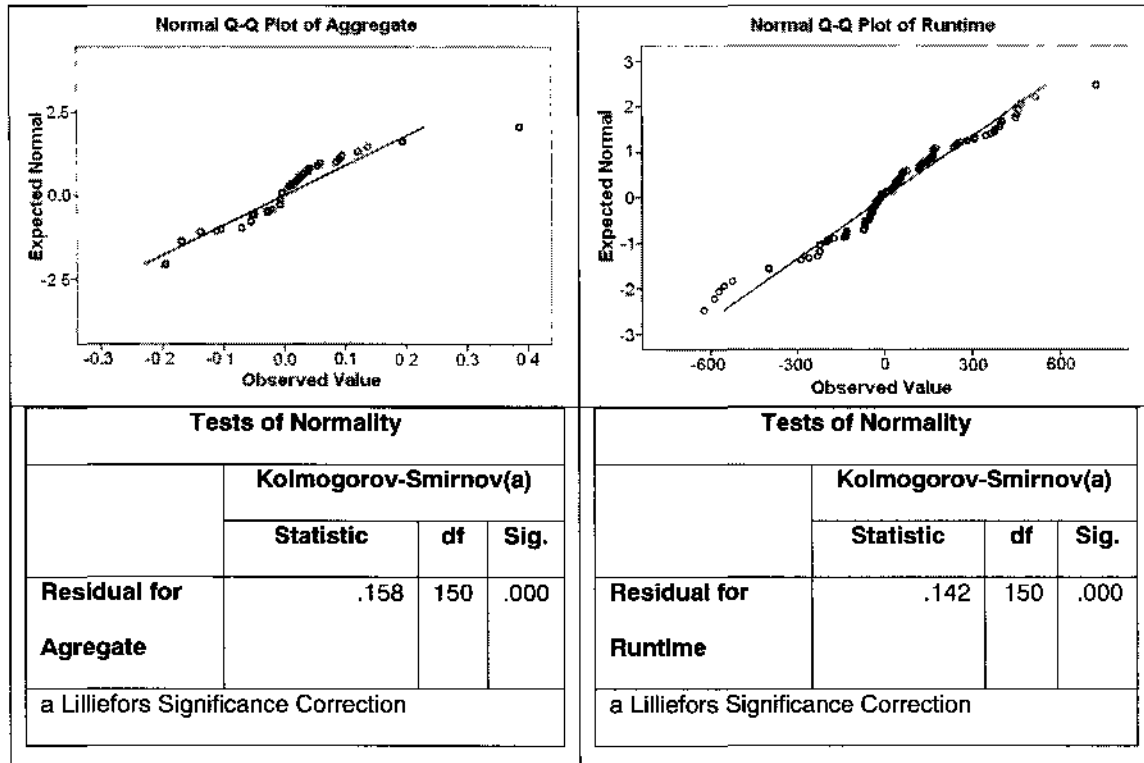 Normal Q-Q Plot of Aggregate
Expected Normal
2.5
0.0
-2 5
-0.3
-0 2
-0.1
0.0
0.1
0.2
0 4
Observed Value
Normal Q-Q Plot of Runtime
Expected Normal
3
2
1
0
-1
-2
-3
-600
-300
0
300
600
Observed Value
Tests of Normality
Kolmogorov-Smirnov(a)
Statistic df Sig.
Residual for .158 150 .000
Agregate
a Lilliefors Significance Correction
Tests of Normality
Kolmogorov-Smirnov(a)
Statistic df Sig.
Residual for .142 150 .000
Runtime
a Lilliefors Significance Correction